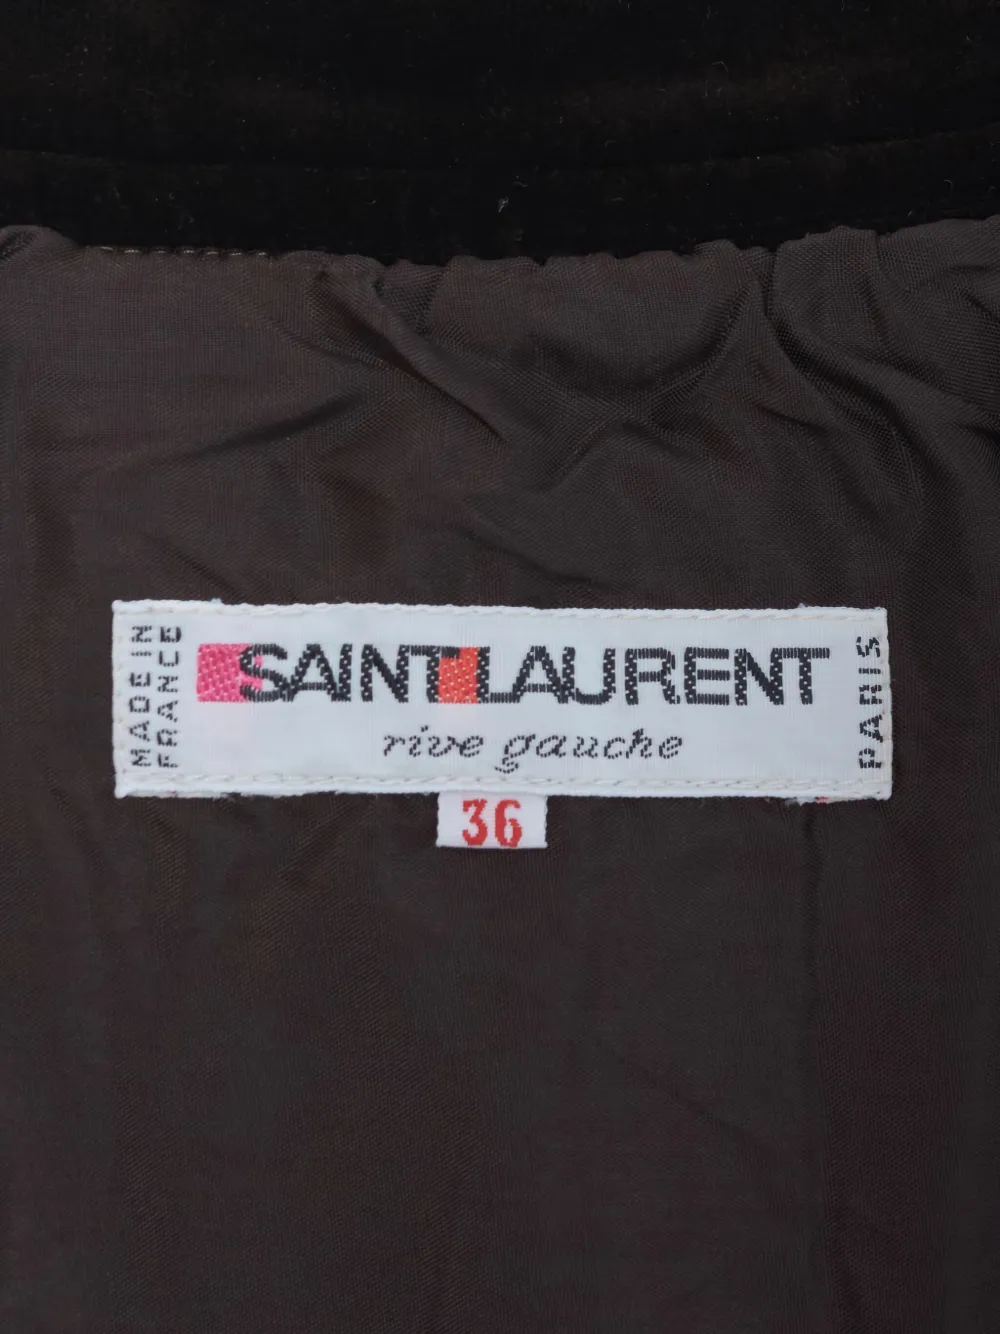 MADE IN
FRANCE
SAINT LAURENT
rive gauche
PARIS
36